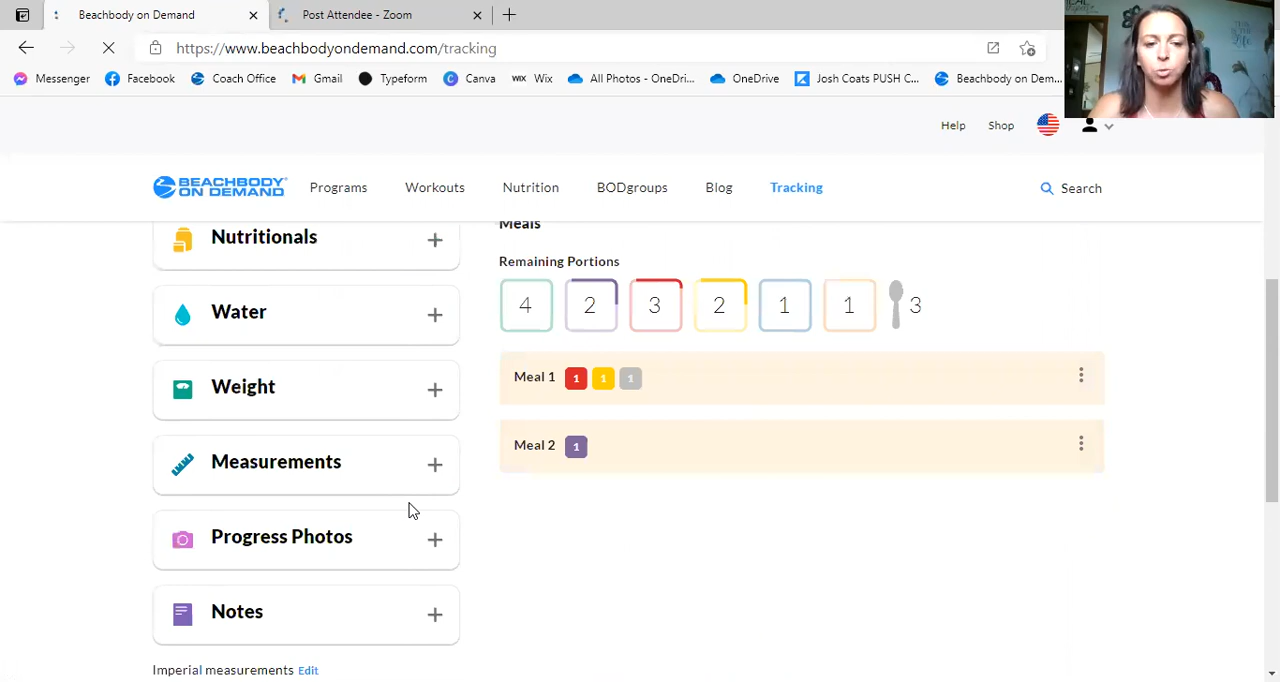 Beachbody on Demand
Post Attendee - Zoom
https://www.beachbodyondemand.com/tracking
Messenger
Facebook
Coach Office
Gmail
Typeform
Canva
WIX Wix
All Photos - OneDri...
OneDrive
Josh Coats PUSH C...
Beachbody on Dem...
Help
Shop
BEACHBODY
ON DEMAND
Programs
Workouts
Nutrition
BODgroups
Blog
Tracking
Search
Nutritionals
Water
Weight
Measurements
Progress Photos
Notes
Imperial measurements Edit
Meals
Remaining Portions
4 2 3 2 1 1 3
Meal 1 1 1 1
Meal 2 1